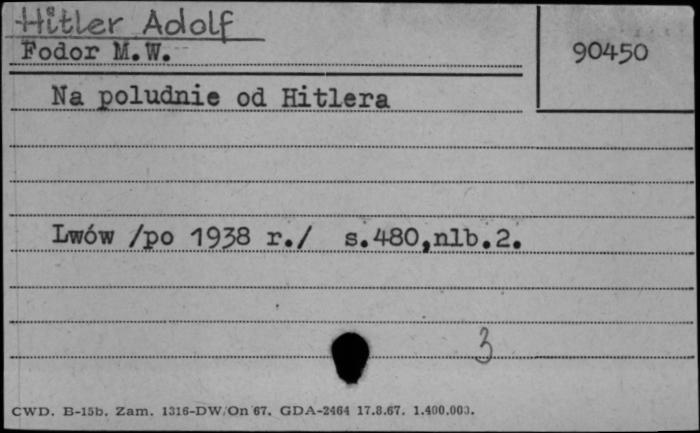 Hitler Adolf
Fodor M.W.
90450
Na poludnie od Hitlera
Lwów /po 1938 r./ s.480,nlb.2.
3
CWD. B-15b. Zam. 1316-DW/On 67. GDA-2464 17.8.67. 1.400.000.